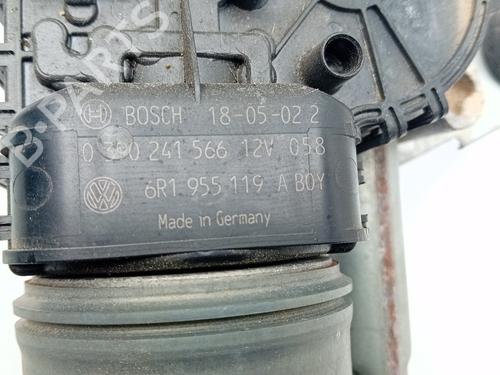 BOSCH 18-05-02 2
241 566 12V 058
6R1 955 119 A BOY
Made in Germany